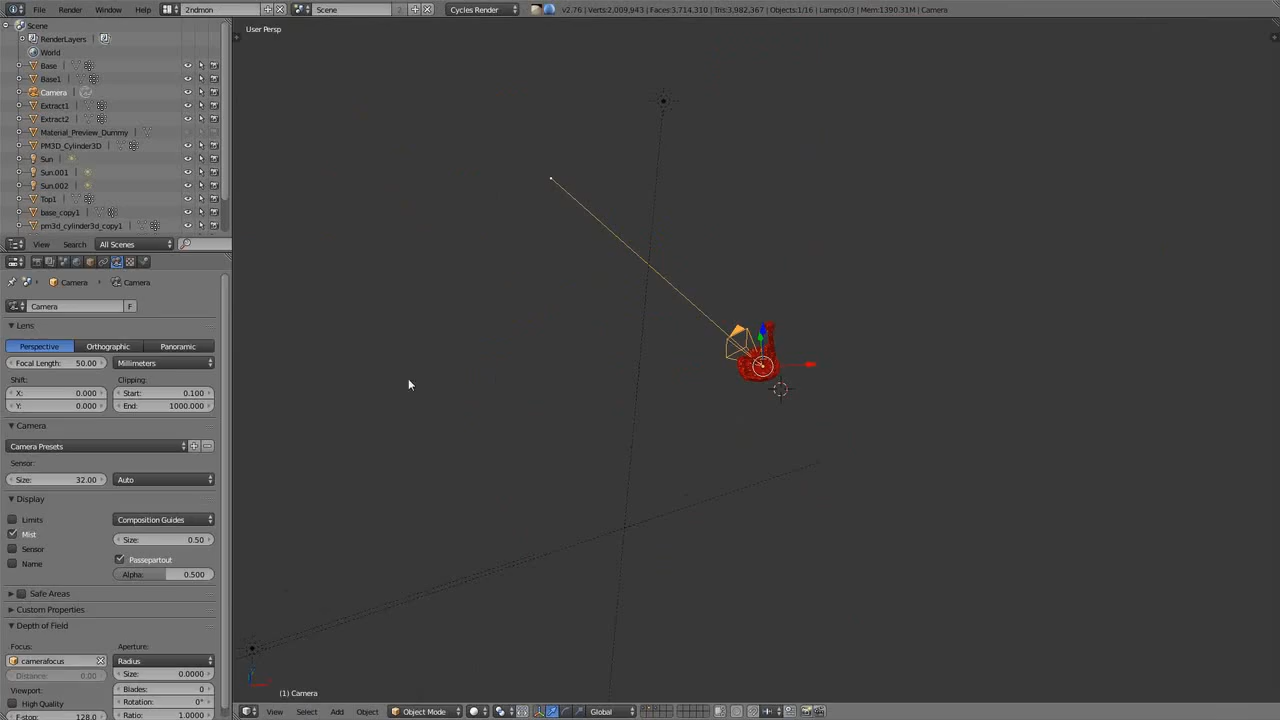 File Render Window Help 2ndmon Scene 2 Cycles Render v2.76 | Verts:2,009,943 | Faces:3,714,310 | Tris:3,982,367 | Objects:1/16 | Lamps:0/3 | Mem:1390.31M | Camera
Scene
RenderLayers |
World
Base |
Base1 |
Camera |
Extract1 |
Extract2 |
Material_Preview_Dummy |
PM3D_Cylinder3D |
Sun |
Sun.001 |
Sun.002 |
Top1 |
base_copy1 |
pm3d_cylinder3d_copy1 |
View Search All Scenes
Camera Camera
Camera F
Lens
Perspective Orthographic Panoramic
Focal Length: 50.00 Millimeters
Shift: Clipping:
X: 0.000 Start: 0.100
Y: 0.000 End: 1000.000
Camera
Camera Presets
Sensor:
Size: 32.00 Auto
Display
Limits Composition Guides
Mist Size: 0.50
Sensor Passepartout
Name Alpha: 0.500
Safe Areas
Custom Properties
Depth of Field
Focus: Aperture:
camerafocus Radius
Distance: 0.00 Size: 0.0000
Viewport: Blades: 0
High Quality Rotation: 0°
F-stop: 128.0 Ratio: 1.0000
User Persp
(1) Camera
View Select Add Object Object Mode Global